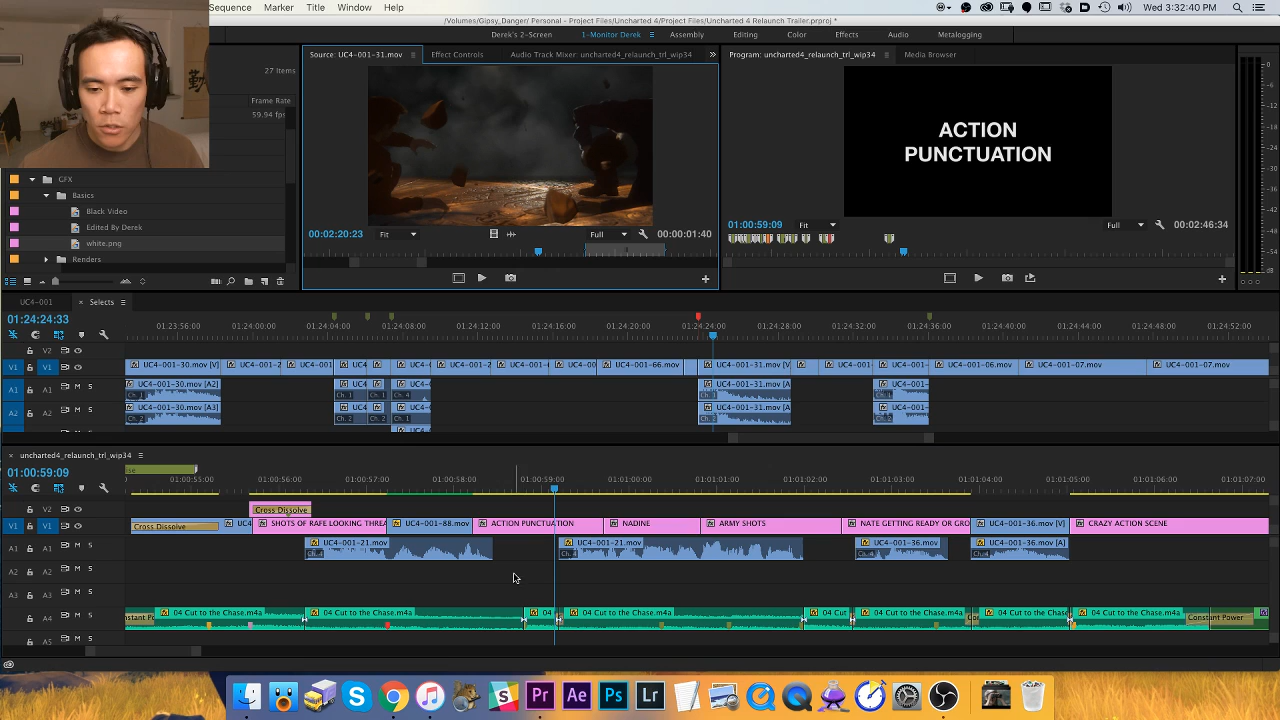 Sequence Marker Title Window Help Wed 3:32:40 PM
/Volumes/Gipsy_Danger/ Personal - Project Files/Uncharted 4/Project Files/Uncharted 4 Relaunch Trailer.prproj *
Derek's 2-Screen 1-Monitor Derek Assembly Editing Color Effects Audio Metalogging
27 Items
Frame Rate
59.94 fps
GFX
Basics
Black Video
Edited By Derek
white.png
Renders
Source: UC4-001-31.mov Effect Controls Audio Track Mixer: uncharted4_relaunch_trl_wip34
00:02:20:23 Fit Full 00:00:01:40
Program: uncharted4_relaunch_trl_wip34 Media Browser
ACTION
PUNCTUATION
01:00:59:09 Fit Full 00:02:46:34
UC4-001 Selects
01:24:24:33
01:23:56:00 01:24:00:00 01:24:04:00 01:24:08:00 01:24:12:00 01:24:16:00 01:24:20:00 01:24:24:00 01:24:28:00 01:24:32:00 01:24:36:00 01:24:40:00 01:24:44:00 01:24:48:00 01:24:52:00
V2
V1 V1 UC4-001-30.mov [V] UC4-001-2 UC4-001 UC4 UC4- UC4-001-2 UC4-001- UC4-00 UC4-001-66.mov UC4-001-31.mov [V] UC4-001- UC4-001- UC4-001-06.mov UC4-001-07.mov UC4-001-07.mov
A1 A1 M S UC4-001-30.mov [A2] UC4 UC4- UC4-001-31.mov [A UC4-001-
Ch. 1
A2 A2 M S UC4-001-30.mov [A3] UC4 UC4- UC4-001-31.mov [A UC4-001-
Ch. 2
uncharted4_relaunch_trl_wip34
01:00:59:09
01:00:55:00 01:00:56:00 01:00:57:00 01:00:58:00 01:00:59:00 01:01:00:00 01:01:01:00 01:01:02:00 01:01:03:00 01:01:04:00 01:01:05:00 01:01:06:00 01:01:07:00
V2 Cross Dissolve
V1 V1 Cross Dissolve UC4 SHOTS OF RAFE LOOKING THREA UC4-001-88.mov ACTION PUNCTUATION NADINE ARMY SHOTS NATE GETTING READY OR GRO UC4-001-36.mov [V] CRAZY ACTION SCENE
A1 A1 M S UC4-001-21.mov UC4-001-21.mov UC4-001-36.mov UC4-001-36.mov [A]
A2 A2 M S
A3 M S
A4 M S 04 Cut to the Chase.m4a 04 Cut to the Chase.m4a 04 04 Cut to the Chase.m4a 04 Cut 04 Cut to the Chase.m4a 04 Cut to the Chas 04 Cut to the Chase.m4a
Constant Power
A5 M S